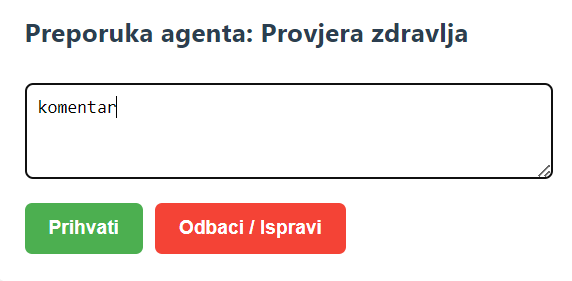 Preporuka agenta: Provjera zdravlja
komentar
Prihvati
Odbaci / Ispravi